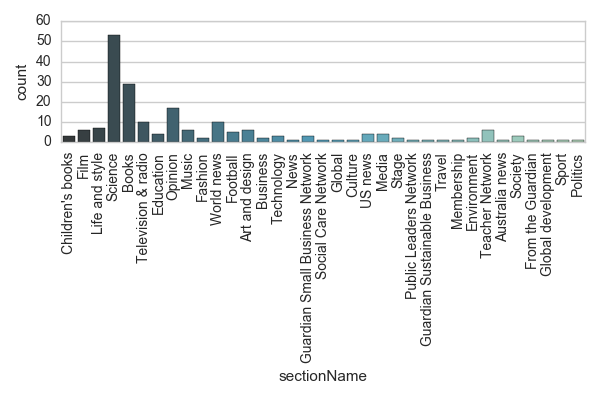 60
50
40
30
20
10
0
count
Children's books
Film
Life and style
Science
Books
Television & radio
Education
Opinion
Music
Fashion
World news
Football
Art and design
Business
Technology
News
Guardian Small Business Network
Social Care Network
Global
Culture
US news
Media
Stage
Public Leaders Network
Guardian Sustainable Business
Travel
Membership
Environment
Teacher Network
Australia news
Society
From the Guardian
Global development
Sport
Politics
sectionName